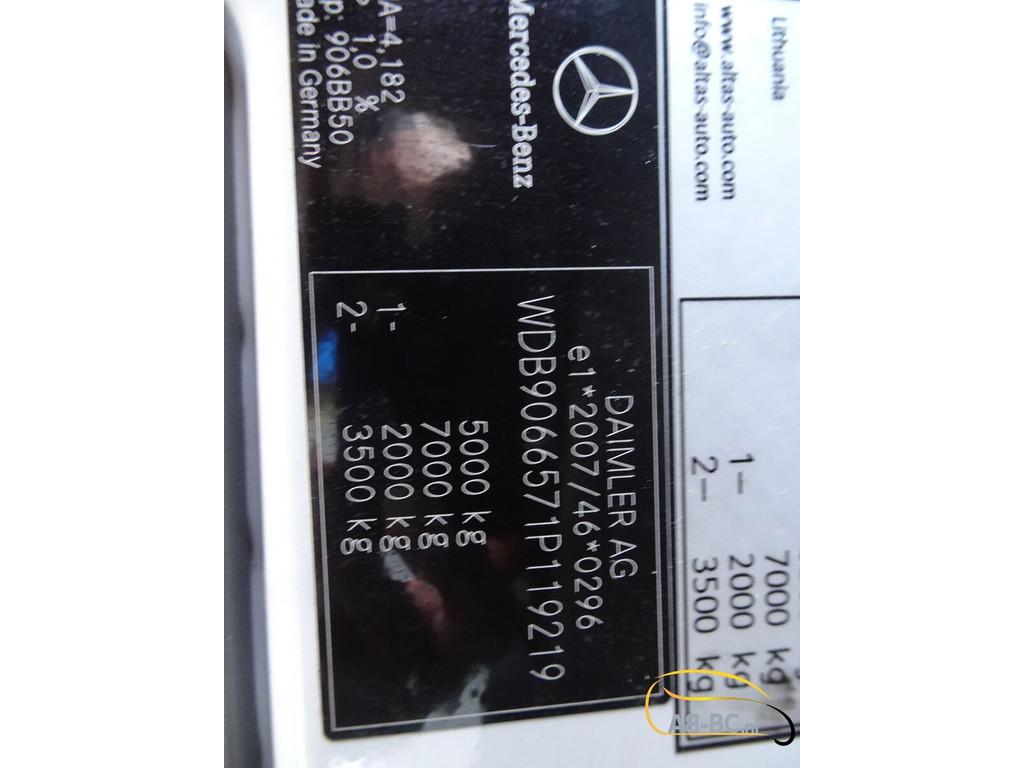 Lithuania
www.altas-auto.com
info@altas-auto.com
7000 kg
1– 2000 kg
2– 3500 kg
Mercedes-Benz
A=4,182
1,0 %
p: 906BB50
ade in Germany
DAIMLER AG
e1*2007/46*0296
WDB9066571P119219
5000 kg
7000 kg
1- 2000 kg
2- 3500 kg
AB-BC.nl